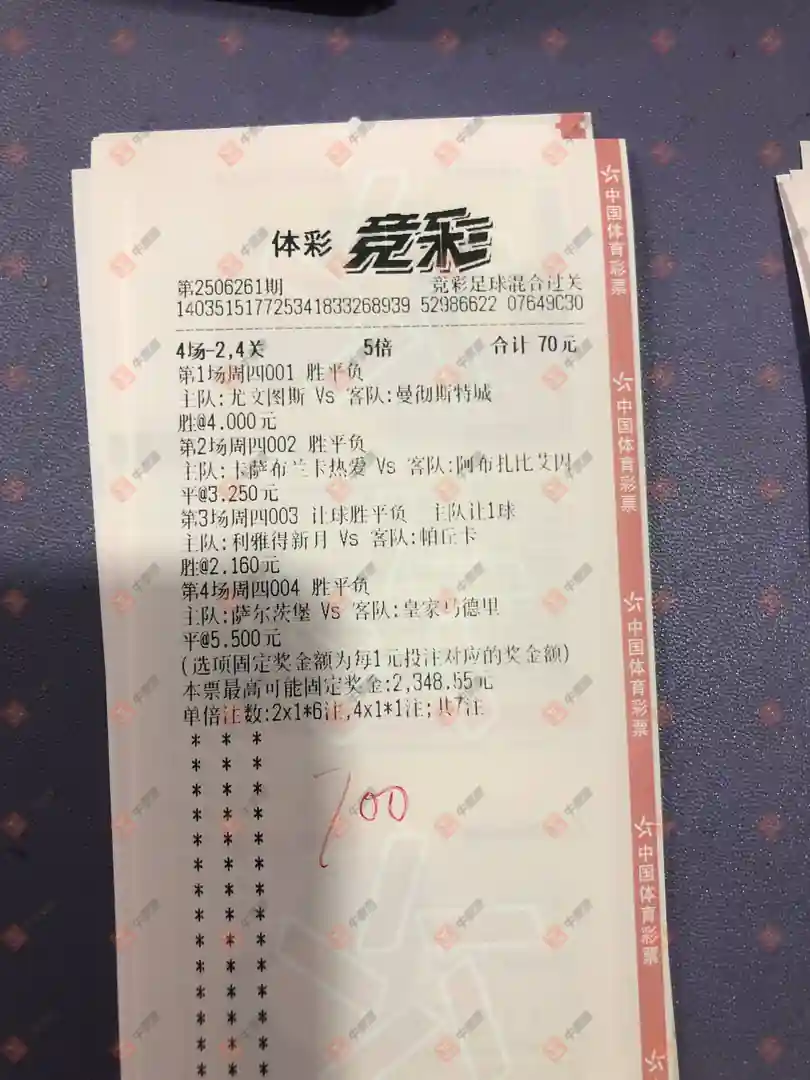 体彩 竞彩
第2506261期 竞彩足球混合过关
140351517725341833268939 52986622 07649C30
4场-2,4关 5倍 合计 70元
第1场周四001 胜平负
主队:尤文图斯 Vs 客队:曼彻斯特城
胜@4.000元
第2场周四002 胜平负
主队:卡萨布兰卡热爱 Vs 客队:阿布扎比艾因
平@3.250元
第3场周四003 让球胜平负 主队让1球
主队:利雅得新月 Vs 客队:帕丘卡
胜@2.160元
第4场周四004 胜平负
主队:萨尔茨堡 Vs 客队:皇家马德里
平@5.500元
(选项固定奖金额为每1元投注对应的奖金额)
本票最高可能固定奖金:2,348.55元
单倍注数:2x1*6注,4x1*1注;共7注
* * *
* * *
* * *
* * *
* * *
* * *
* * *
* * *
* * *
* * *
* * *
* * *
* * *
* * *
700
中国体育彩票
中国体育彩票
中国体育彩票
中国体育彩票